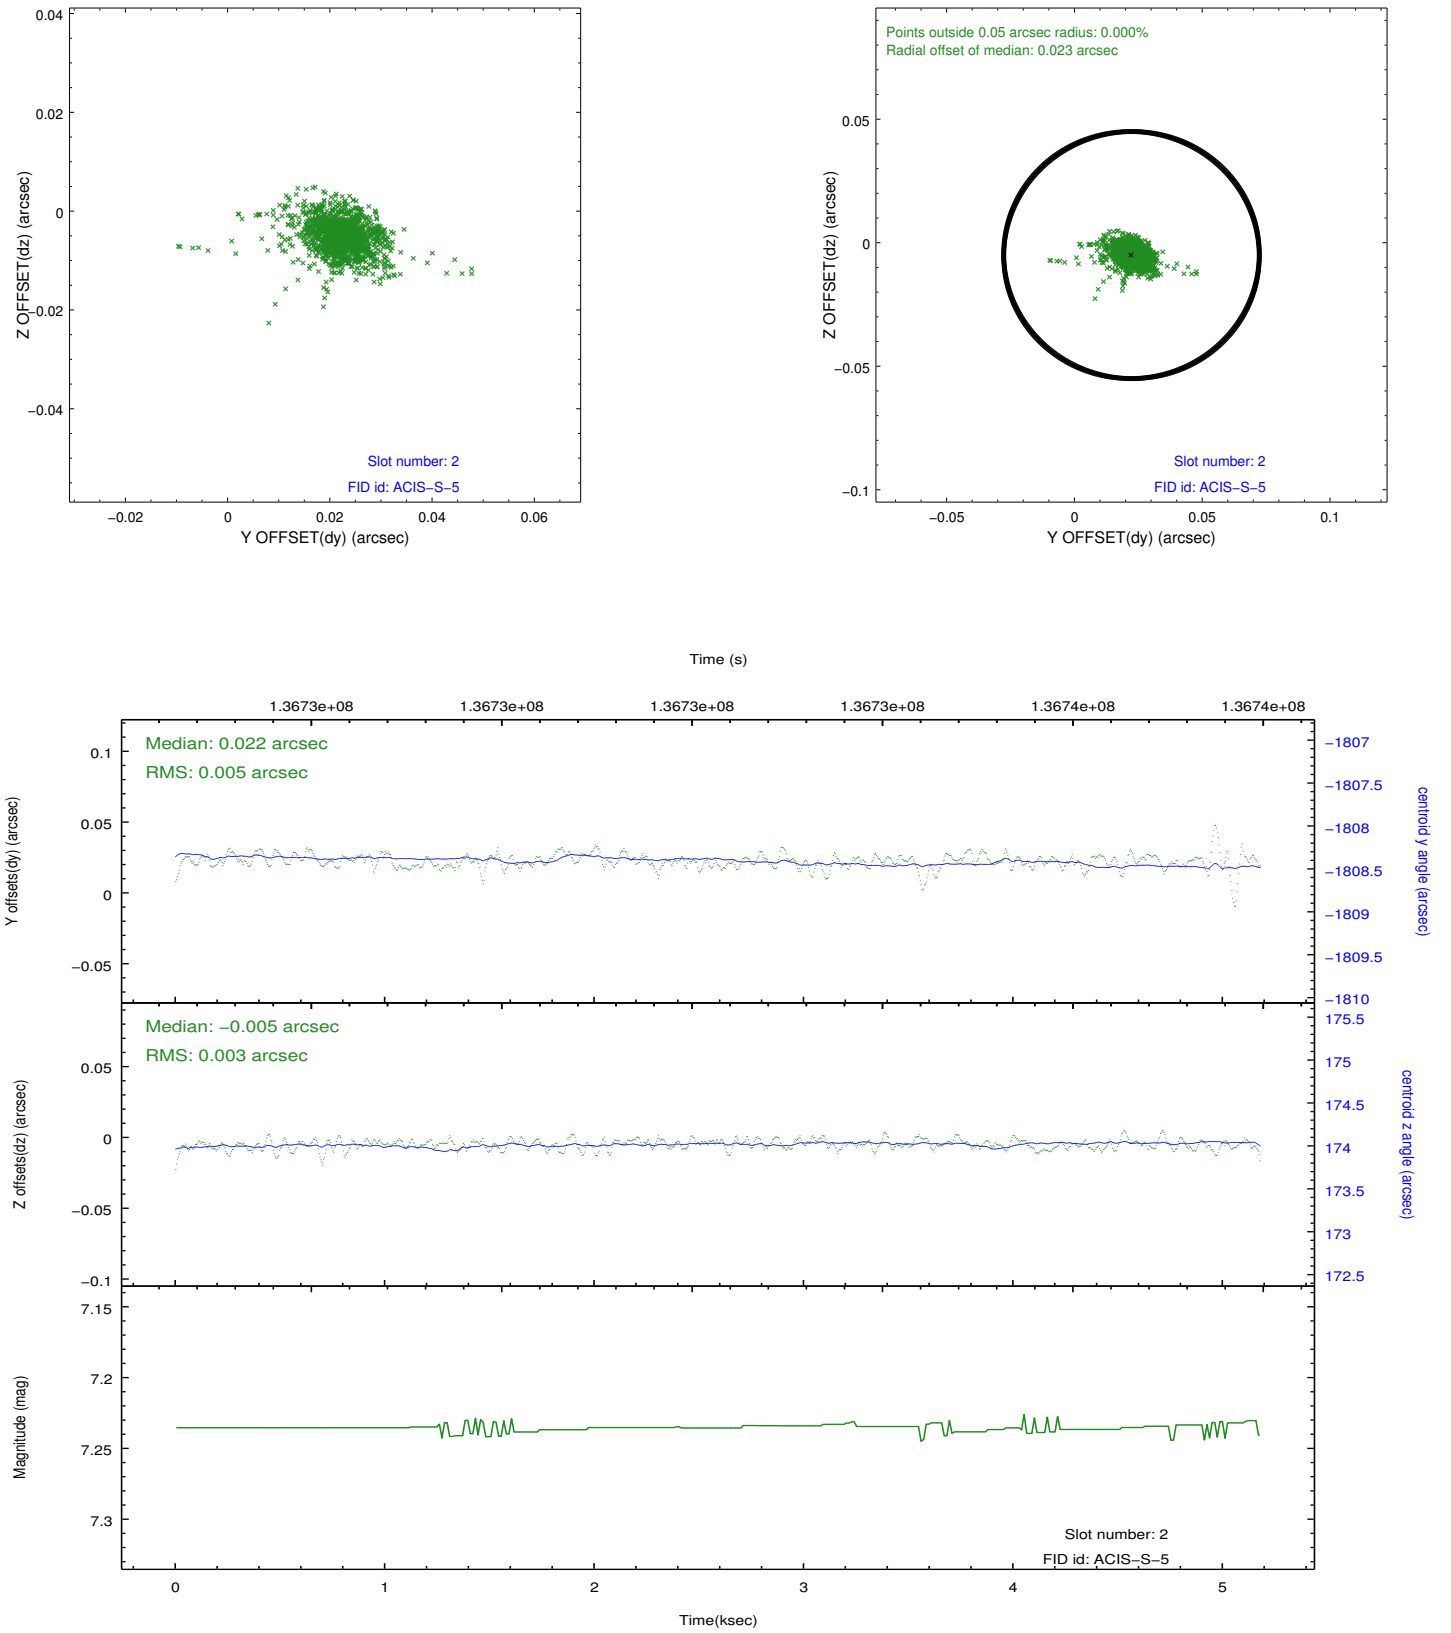 0.04
0.02
0
−0.02
−0.04
Z OFFSET(dz) (arcsec)
Slot number: 2
FID id: ACIS−S−5
−0.02
0
0.02
0.04
0.06
Y OFFSET(dy) (arcsec)
Points outside 0.05 arcsec radius: 0.000%
Radial offset of median: 0.023 arcsec
0.05
0
−0.05
−0.1
Z OFFSET(dz) (arcsec)
Slot number: 2
FID id: ACIS−S−5
−0.05
0
0.05
0.1
Y OFFSET(dy) (arcsec)
Time (s)
1.3673e+08
1.3673e+08
1.3673e+08
1.3673e+08
1.3674e+08
1.3674e+08
Median: 0.022 arcsec
RMS: 0.005 arcsec
0.1
0.05
0
−0.05
Y offsets(dy) (arcsec)
−1807
−1807.5
−1808
−1808.5
−1809
−1809.5
−1810
centroid y angle (arcsec)
Median: −0.005 arcsec
RMS: 0.003 arcsec
0.05
0
−0.05
−0.1
Z offsets(dz) (arcsec)
175.5
175
174.5
174
173.5
173
172.5
centroid z angle (arcsec)
7.15
7.2
7.25
7.3
Magnitude (mag)
Slot number: 2
FID id: ACIS−S−5
0
1
2
3
4
5
Time(ksec)